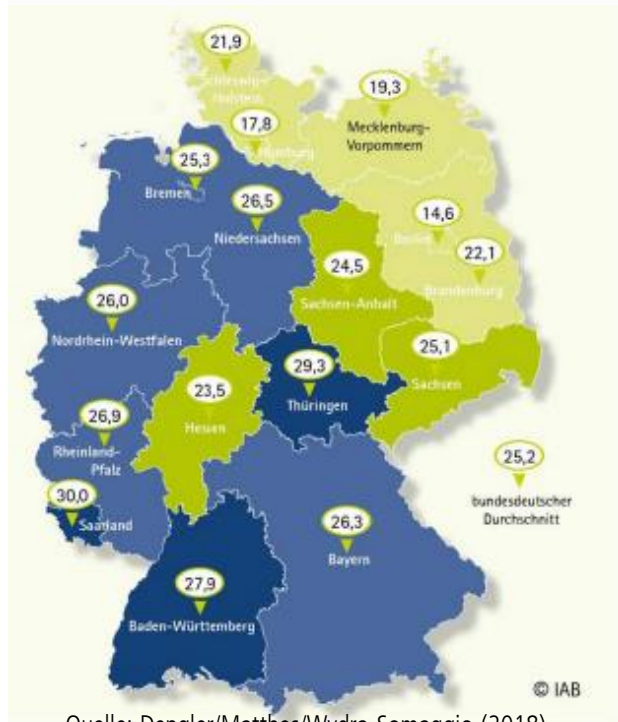 21,9
Schleswig-
Holstein
19,3
Mecklenburg-
Vorpommern
17,8
Hamburg
25,3
Bremen
26,5
Niedersachsen
14,6
Berlin
22,1
Brandenburg
24,5
Sachsen-Anhalt
26,0
Nordrhein-Westfalen
25,1
Sachsen
29,3
Thüringen
23,5
Hessen
26,9
Rheinland-
Pfalz
25,2
bundesdeutscher
Durchschnitt
30,0
Saarland
26,3
Bayern
27,9
Baden-Württemberg
© IAB
Quelle: Dengler/Matthes/Wydra-Somaggio (2018)